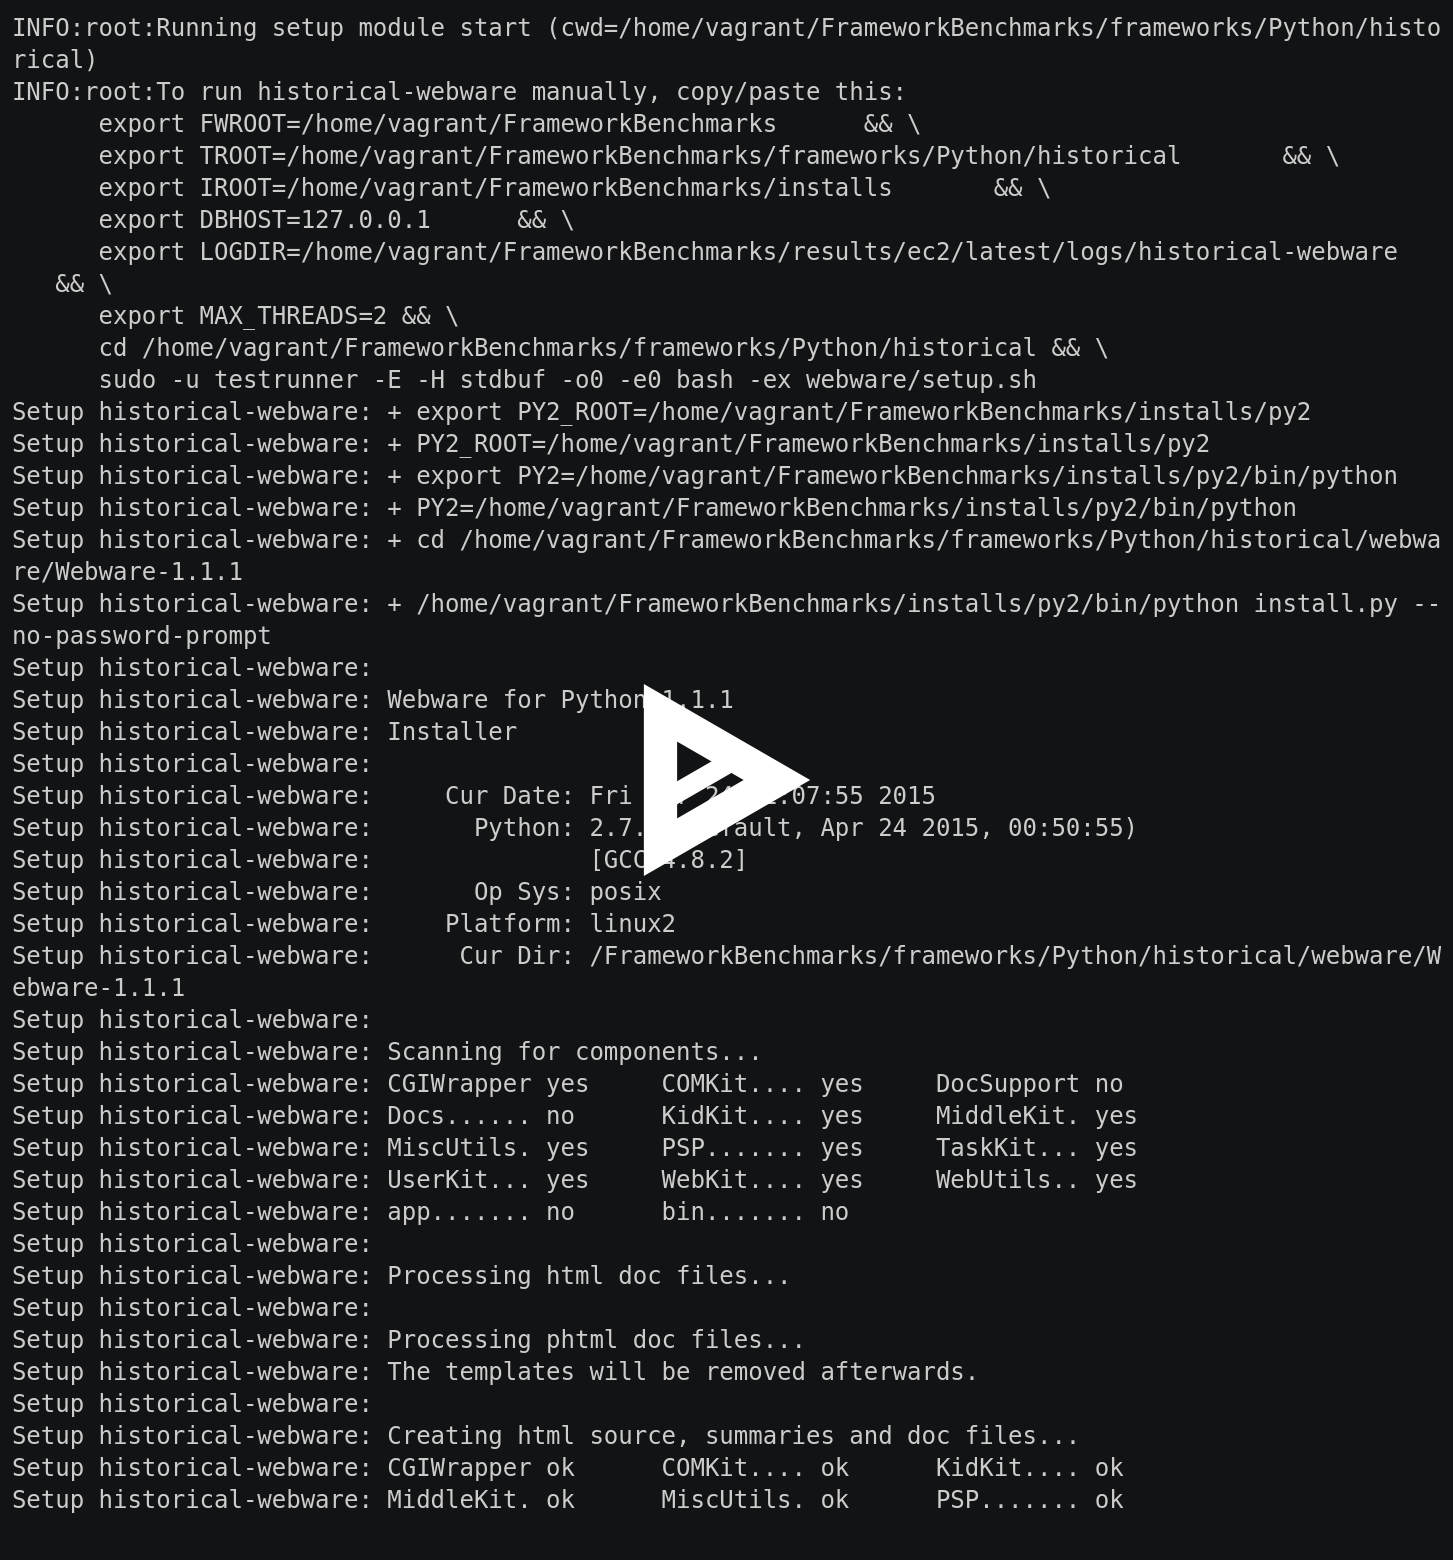 INFO:root:Running setup module start (cwd=/home/vagrant/FrameworkBenchmarks/frameworks/Python/histo
rical)
INFO:root:To run historical-webware manually, copy/paste this:
      export FWROOT=/home/vagrant/FrameworkBenchmarks      && \
      export TROOT=/home/vagrant/FrameworkBenchmarks/frameworks/Python/historical       && \
      export IROOT=/home/vagrant/FrameworkBenchmarks/installs       && \
      export DBHOST=127.0.0.1      && \
      export LOGDIR=/home/vagrant/FrameworkBenchmarks/results/ec2/latest/logs/historical-webware
   && \
      export MAX_THREADS=2 && \
      cd /home/vagrant/FrameworkBenchmarks/frameworks/Python/historical && \
      sudo -u testrunner -E -H stdbuf -o0 -e0 bash -ex webware/setup.sh
Setup historical-webware: + export PY2_ROOT=/home/vagrant/FrameworkBenchmarks/installs/py2
Setup historical-webware: + PY2_ROOT=/home/vagrant/FrameworkBenchmarks/installs/py2
Setup historical-webware: + export PY2=/home/vagrant/FrameworkBenchmarks/installs/py2/bin/python
Setup historical-webware: + PY2=/home/vagrant/FrameworkBenchmarks/installs/py2/bin/python
Setup historical-webware: + cd /home/vagrant/FrameworkBenchmarks/frameworks/Python/historical/webwa
re/Webware-1.1.1
Setup historical-webware: + /home/vagrant/FrameworkBenchmarks/installs/py2/bin/python install.py --
no-password-prompt
Setup historical-webware:
Setup historical-webware: Webware for Python 1.1.1
Setup historical-webware: Installer
Setup historical-webware:
Setup historical-webware:     Cur Date: Fri 2015
Setup historical-webware:       Python: Apr 24 2015, 00:50:55)
Setup historical-webware:               [GCC 4.8.2]
Setup historical-webware:       Op Sys: posix
Setup historical-webware:     Platform: linux2
Setup historical-webware:      Cur Dir: /FrameworkBenchmarks/frameworks/Python/historical/webware/W
ebware-1.1.1
Setup historical-webware:
Setup historical-webware: Scanning for components...
Setup historical-webware: CGIWrapper yes     COMKit.... yes     DocSupport no
Setup historical-webware: Docs...... no      KidKit.... yes     MiddleKit. yes
Setup historical-webware: MiscUtils. yes     PSP....... yes     TaskKit... yes
Setup historical-webware: UserKit... yes     WebKit.... yes     WebUtils.. yes
Setup historical-webware: app....... no      bin....... no
Setup historical-webware:
Setup historical-webware: Processing html doc files...
Setup historical-webware:
Setup historical-webware: Processing phtml doc files...
Setup historical-webware: The templates will be removed afterwards.
Setup historical-webware:
Setup historical-webware: Creating html source, summaries and doc files...
Setup historical-webware: CGIWrapper ok      COMKit.... ok      KidKit.... ok
Setup historical-webware: MiddleKit. ok      MiscUtils. ok      PSP....... ok